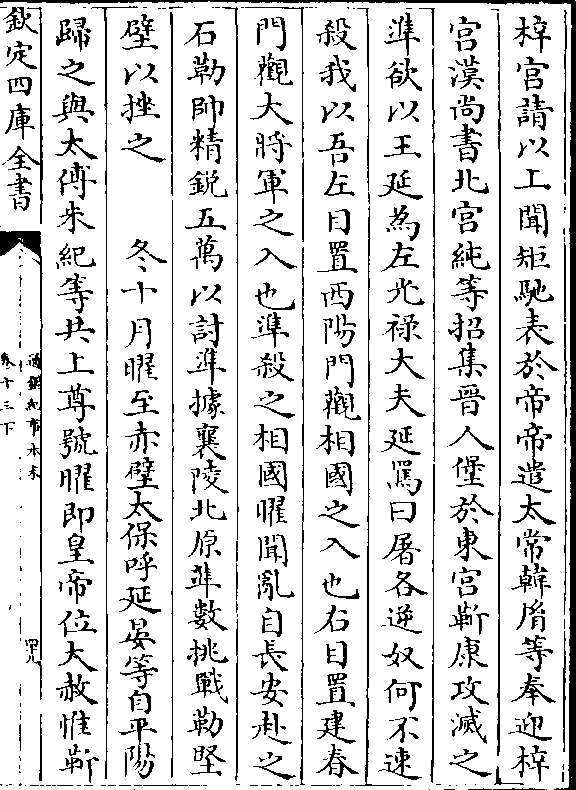 梓宮請以上聞矩馳表於帝帝遣太常韓胤等奉迎梓
宮漢尚書北宮純等招集晉人堡於東宮靳康攻滅之
準欲以王延為左光祿大夫延罵曰屠各逆奴何不速
殺我以吾左目置西陽門觀相國之入也右目置建春
門觀大將軍之入也準殺之相國曜聞亂自長安赴之
石勒帥精銳五萬以討準據襄陵北原準數挑戰勒堅
壁以挫之　　冬十月曜至赤壁太保呼延晏等自平陽
歸之與太傅朱紀等共上尊號曜即皇帝位大赦惟靳
欽定四庫全書
通鑑紀事本末
卷十三下
罕八